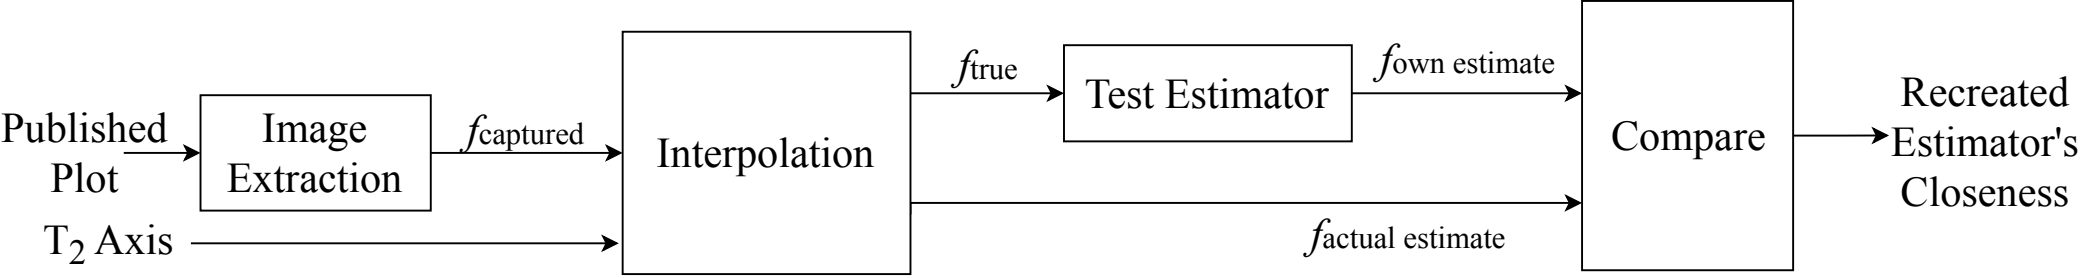 Published
Plot
T₂ Axis
Image
Extraction
fcaptured
Interpolation
ftrue
Test Estimator
fown estimate
factual estimate
Compare
Recreated
Estimator's
Closeness